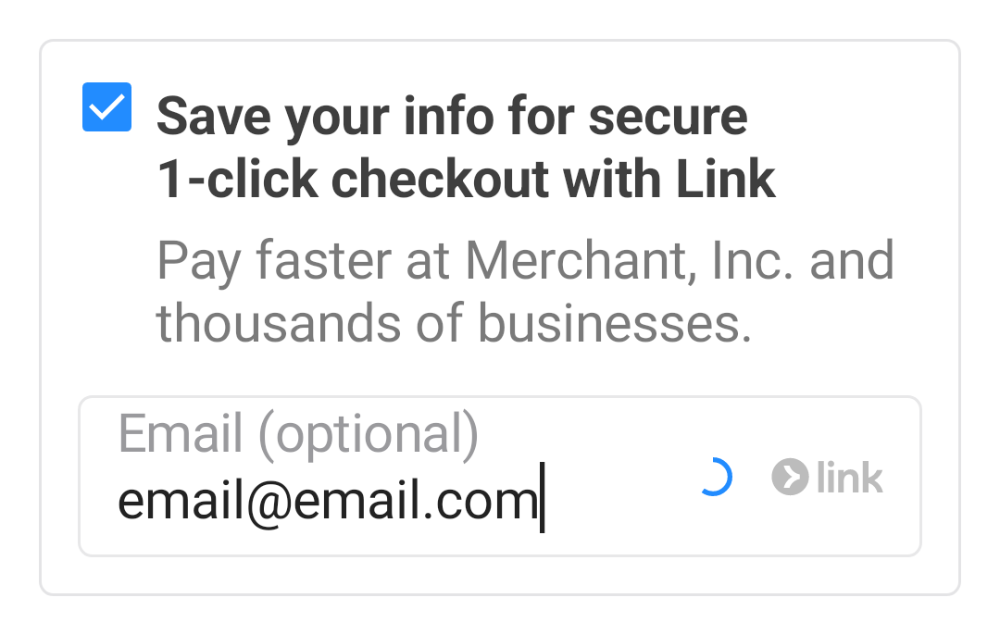 Save your info for secure
1-click checkout with Link
Pay faster at Merchant, Inc. and
thousands of businesses.
Email (optional)
email@email.com
link